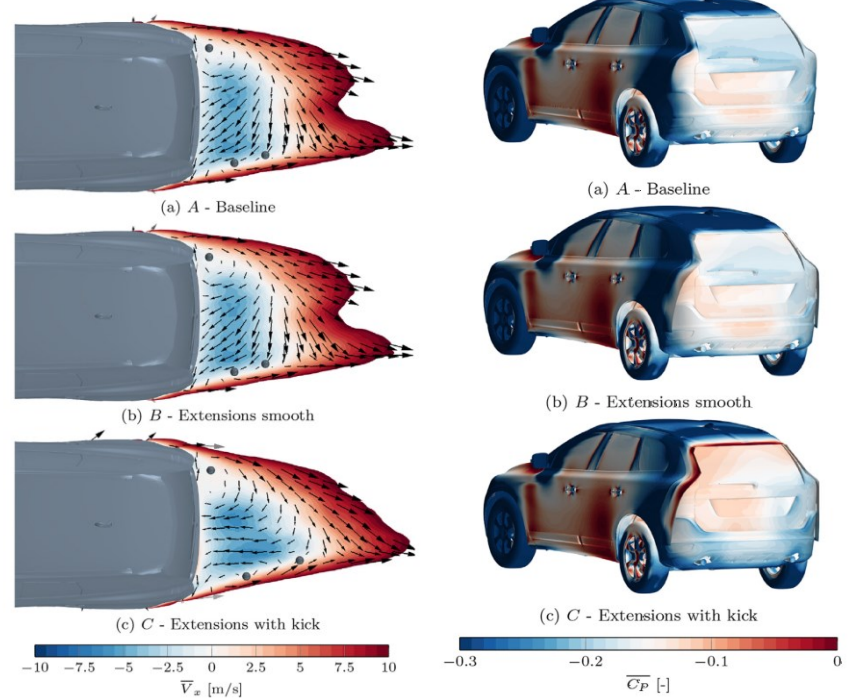 (a) A - Baseline
(b) B - Extensions smooth
(c) C - Extensions with kick
−10 −7.5 −5 −2.5 0 2.5 5 7.5 10
V̅ₓ [m/s]
(a) A - Baseline
(b) B - Extensions smooth
(c) C - Extensions with kick
−0.3 −0.2 −0.1 0
C̅_P̅ [-]